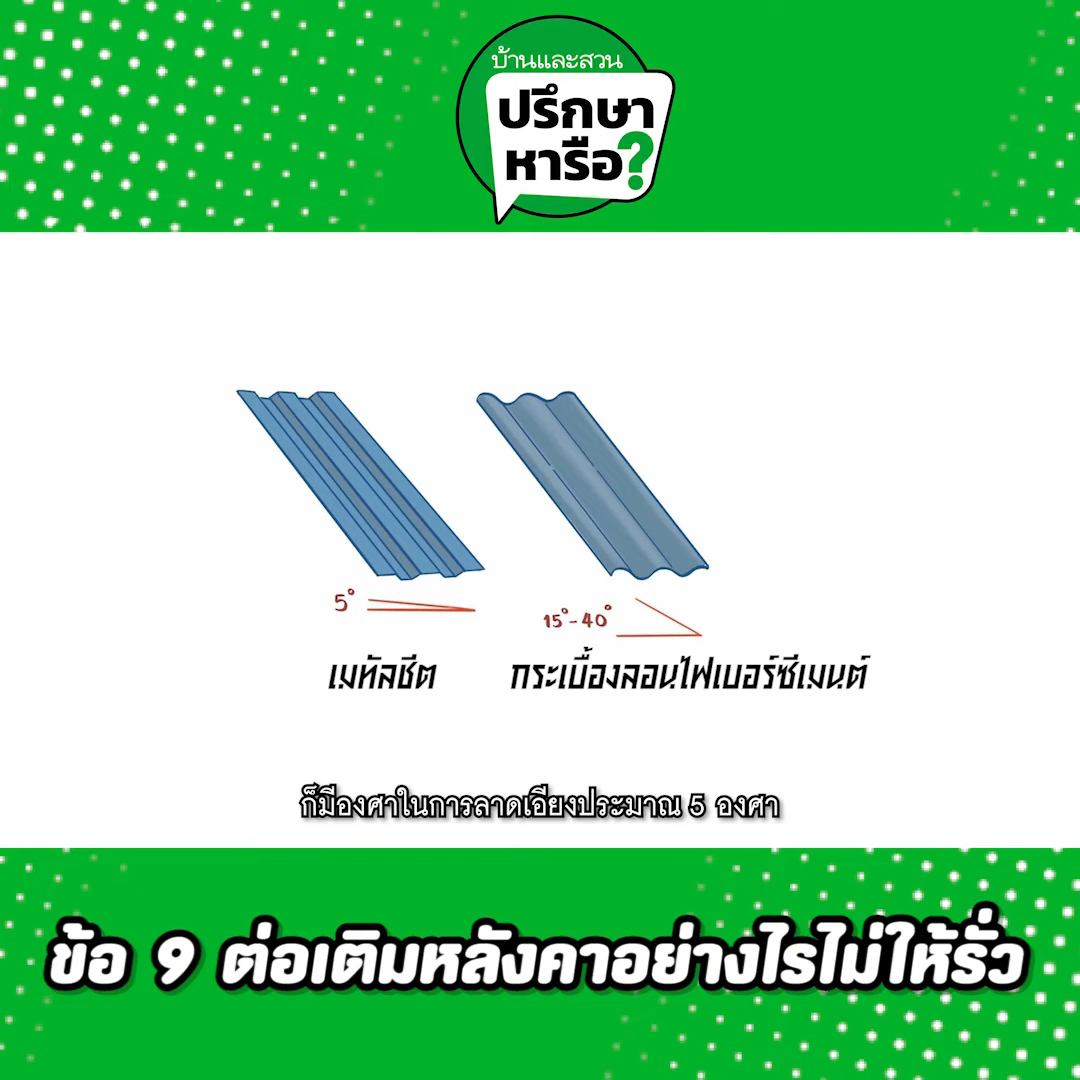 บ้านและสวน
ปรึกษา
หารือ?
5°
15°-40°
เมทัลชีต
กระเบื้องลอนไฟเบอร์ซีเมนต์
ก็มีองศาในการลาดเอียงประมาณ 5 องศา
ข้อ 9 ต่อเติมหลังคาอย่างไรไม่ให้รั่ว